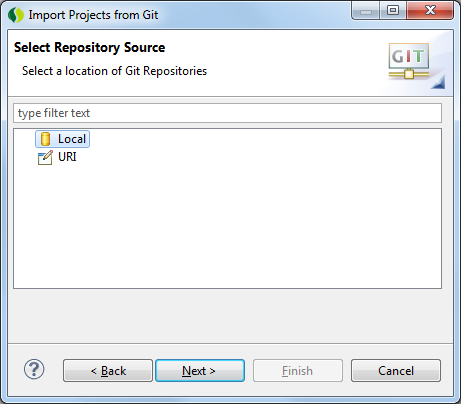 Import Projects from Git
Select Repository Source
Select a location of Git Repositories
GIT
type filter text
Local
URI
? < Back Next > Finish Cancel